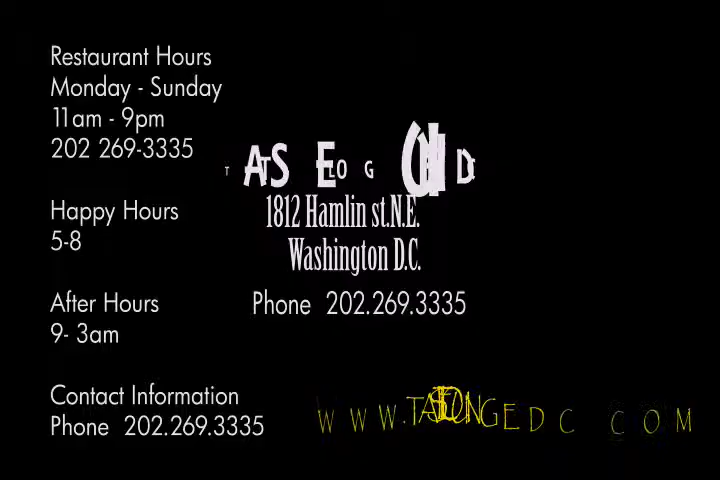 Restaurant Hours
Monday - Sunday
11am - 9pm
202 269-3335
Happy Hours
5-8
After Hours
9- 3am
Contact Information
Phone 202.269.3335
1812 Hamlin st.N.E.
Washington D.C.
Phone 202.269.3335